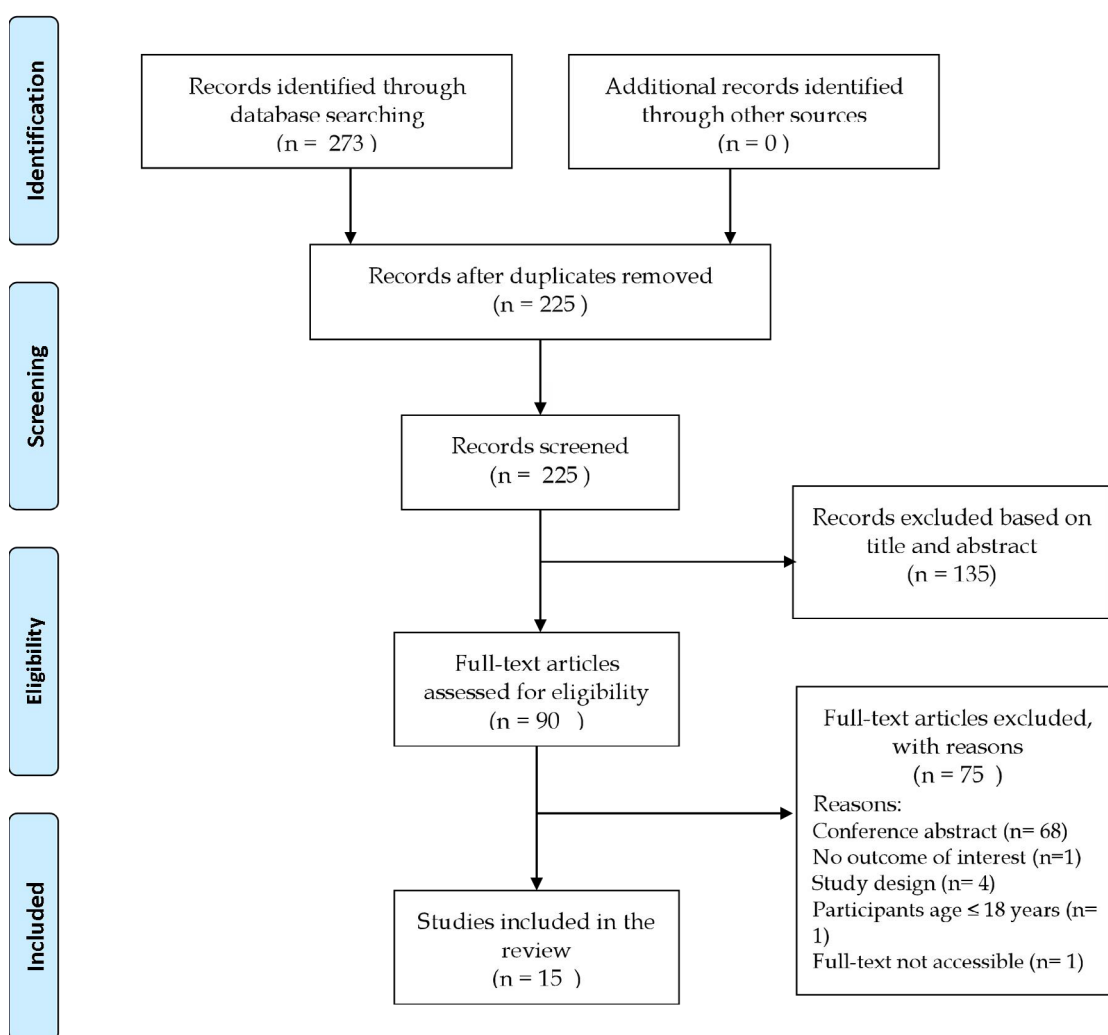 Identification
Records identified through
database searching
(n = 273 )
Additional records identified
through other sources
(n = 0 )
Records after duplicates removed
(n = 225 )
Screening
Records screened
(n = 225 )
Records excluded based on
title and abstract
(n = 135)
Eligibility
Full-text articles
assessed for eligibility
(n = 90 )
Full-text articles excluded,
with reasons
(n = 75 )
Reasons:
Conference abstract (n= 68)
No outcome of interest (n=1)
Study design (n= 4)
Participants age ≤ 18 years (n=
1)
Full-text not accessible (n= 1)
Included
Studies included in the
review
(n = 15 )